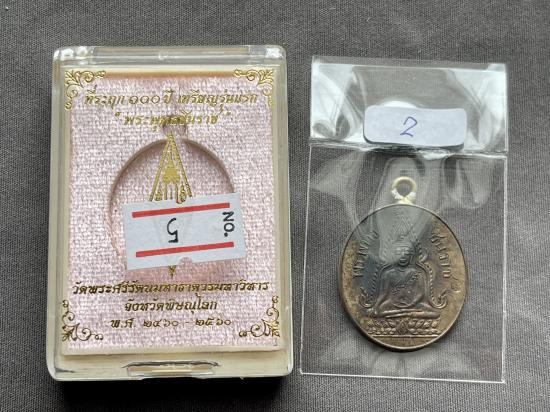 ที่ระฤก ๑๐๐ ปี เหรียญรุ่นแรก
"พระพุทธชินราช"
NO.
5
วัดพระศรีรัตนมหาธาตุวรมหาวิหาร
จังหวัดพิษณุโลก
พ.ศ ๒๔๖๐ - ๒๕๖๐
2